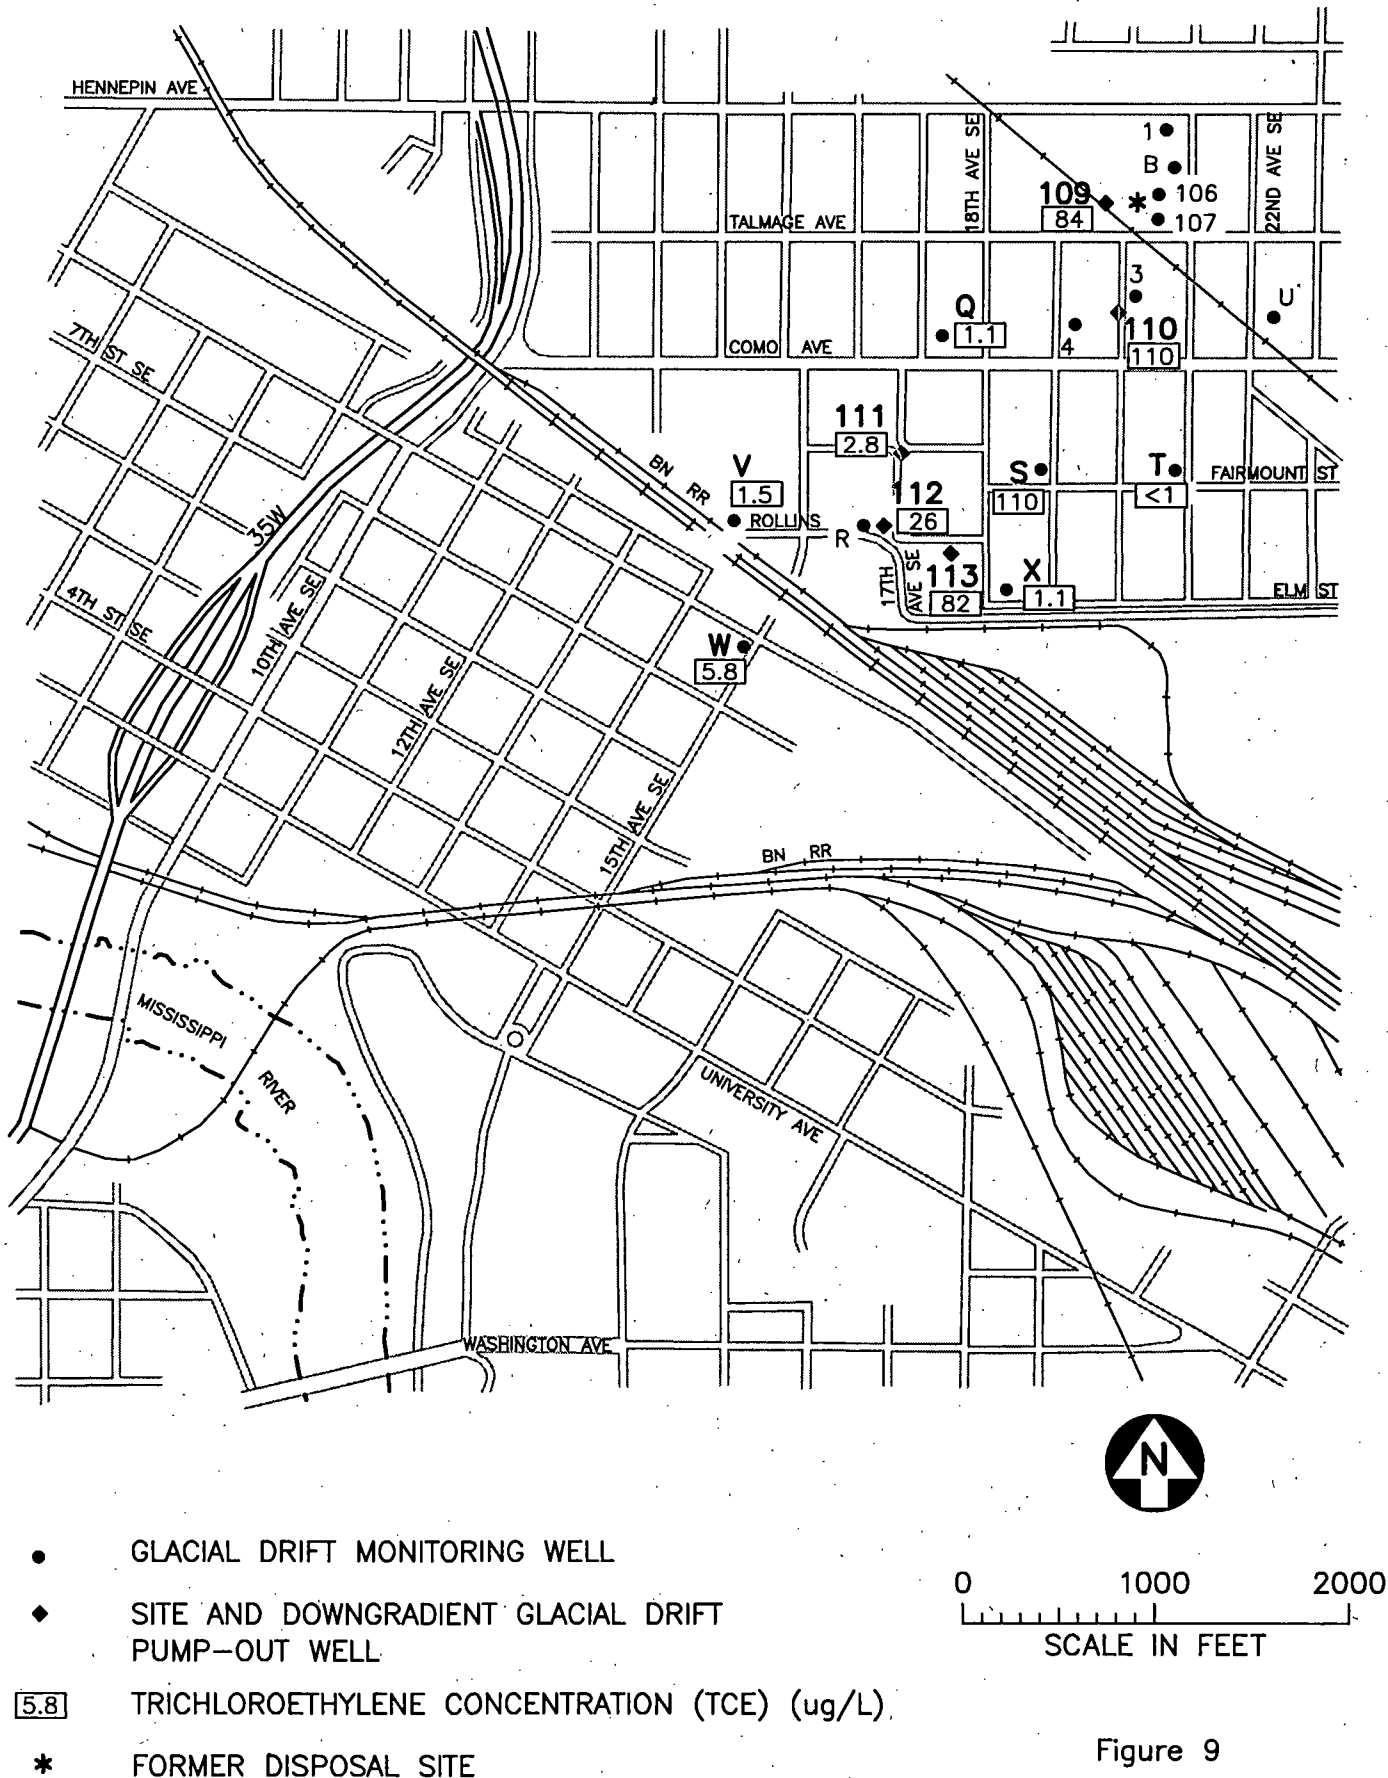 HENNEPIN AVE
18TH AVE SE
22ND AVE SE
1
B
109
84
106
107
TALMAGE AVE
3
U
Q
1.1
4
110
110
COMO AVE
7TH ST SE
111
2.8
BN RR
V
1.5
S
110
T
<1
FAIRMOUNT ST
112
26
ROLLINS
R
35W
113
82
17TH AVE SE
X
1.1
ELM ST
4TH ST SE
10TH AVE SE
W
5.8
12TH AVE SE
15TH AVE SE
BN RR
MISSISSIPPI
RIVER
UNIVERSITY AVE
WASHINGTON AVE
N
GLACIAL DRIFT MONITORING WELL
SITE AND DOWNGRADIENT GLACIAL DRIFT
PUMP-OUT WELL
5.8 TRICHLOROETHYLENE CONCENTRATION (TCE) (ug/L)
* FORMER DISPOSAL SITE
0 1000 2000
SCALE IN FEET
Figure 9